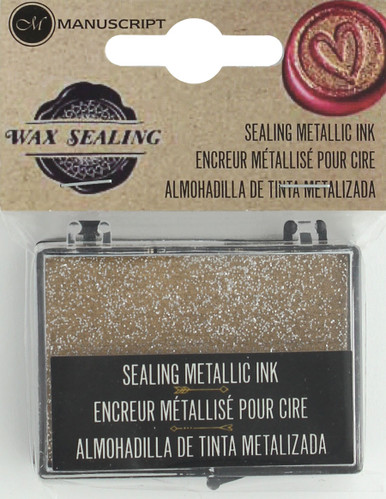 M MANUSCRIPT
WAX SEALING
SEALING METALLIC INK
ENCREUR MÉTALLISÉ POUR CIRE
ALMOHADILLA DE TINTA METALIZADA
SEALING METALLIC INK
ENCREUR MÉTALLISÉ POUR CIRE
ALMOHADILLA DE TINTA METALIZADA